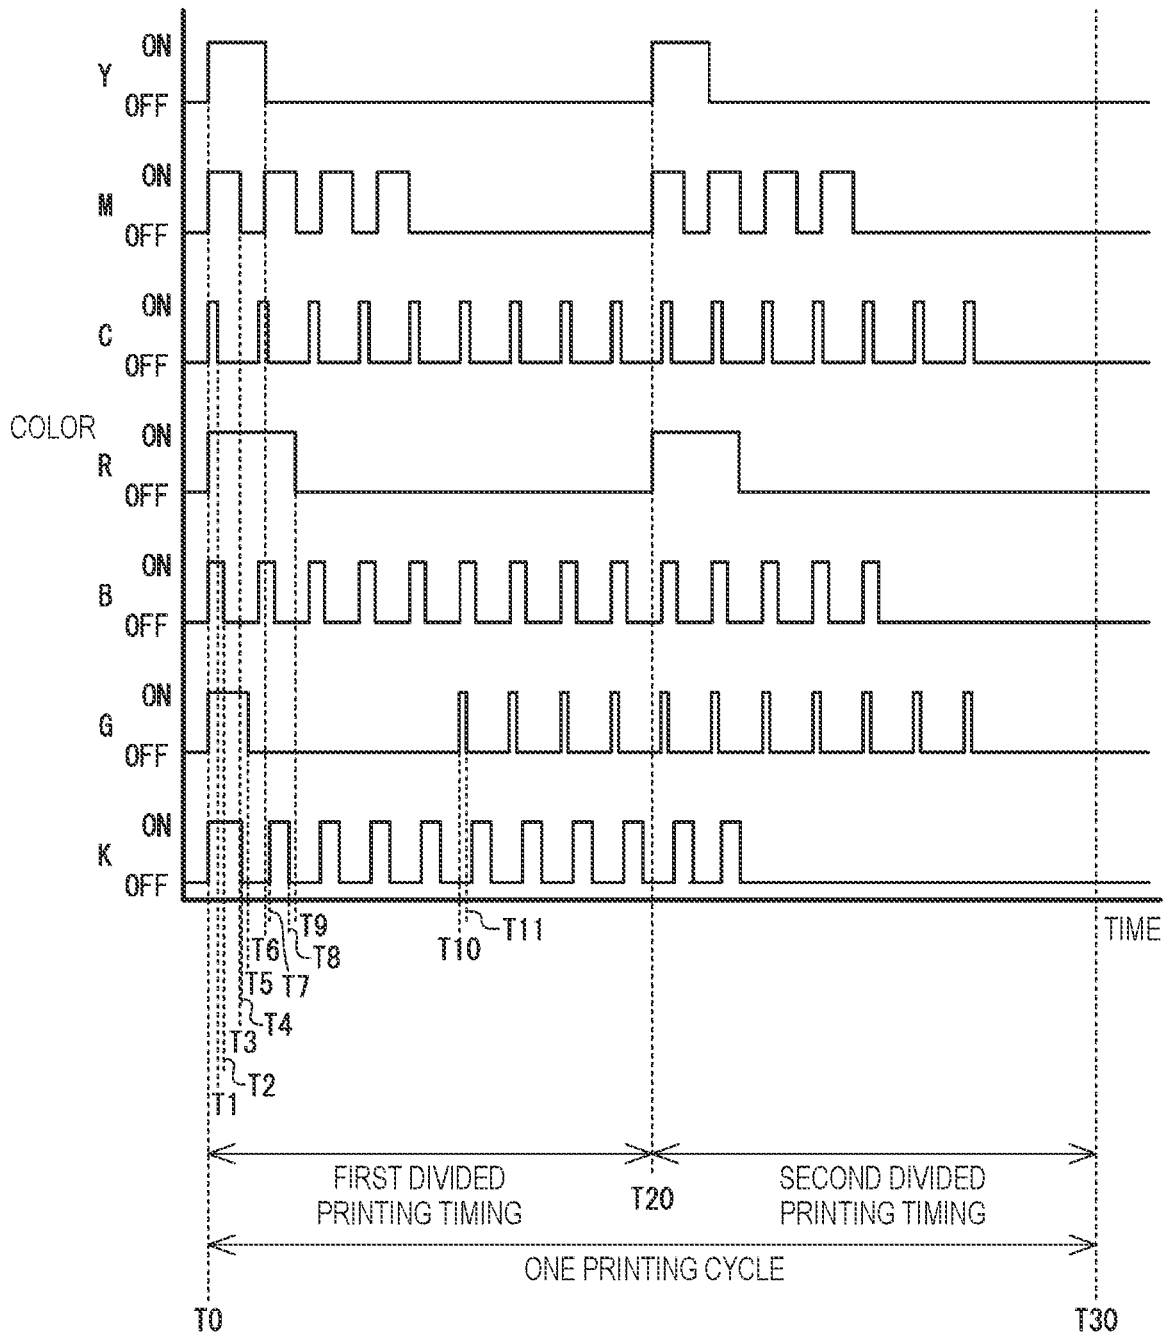 ON
Y
OFF
ON
M
OFF
ON
C
OFF
COLOR
ON
R
OFF
ON
B
OFF
ON
G
OFF
ON
K
OFF
TIME
T9
T11
T6
T8
T10
T5
T7
T4
T3
T2
T1
FIRST DIVIDED
PRINTING TIMING
T20
SECOND DIVIDED
PRINTING TIMING
ONE PRINTING CYCLE
T0
T30